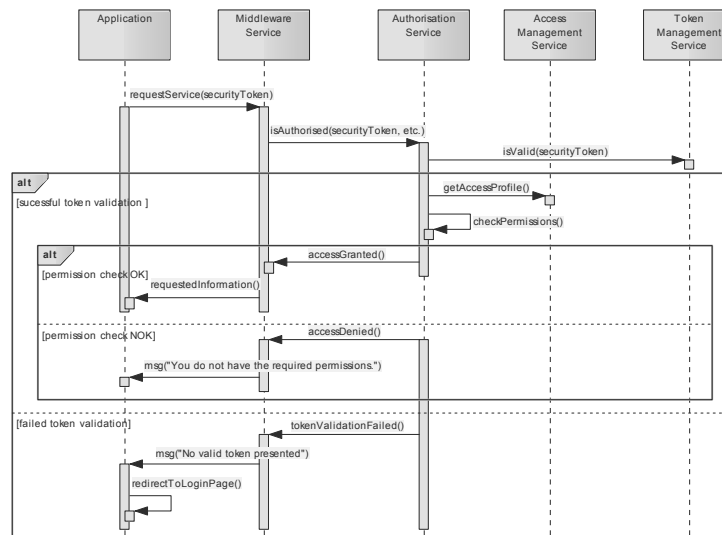 Application
Middleware
Service
Authorisation
Service
Access
Management
Service
Token
Management
Service
requestService(securityToken)
isAuthorised(securityToken, etc.)
isValid(securityToken)
alt
[sucessful token validation ]
getAccessProfile()
checkPermissions()
alt
accessGranted()
[permission check OK]
requestedInformation()
[permission check NOK]
accessDenied()
msg("You do not have the required permissions.")
[failed token validation]
tokenValidationFailed()
msg("No valid token presented")
redirectToLoginPage()